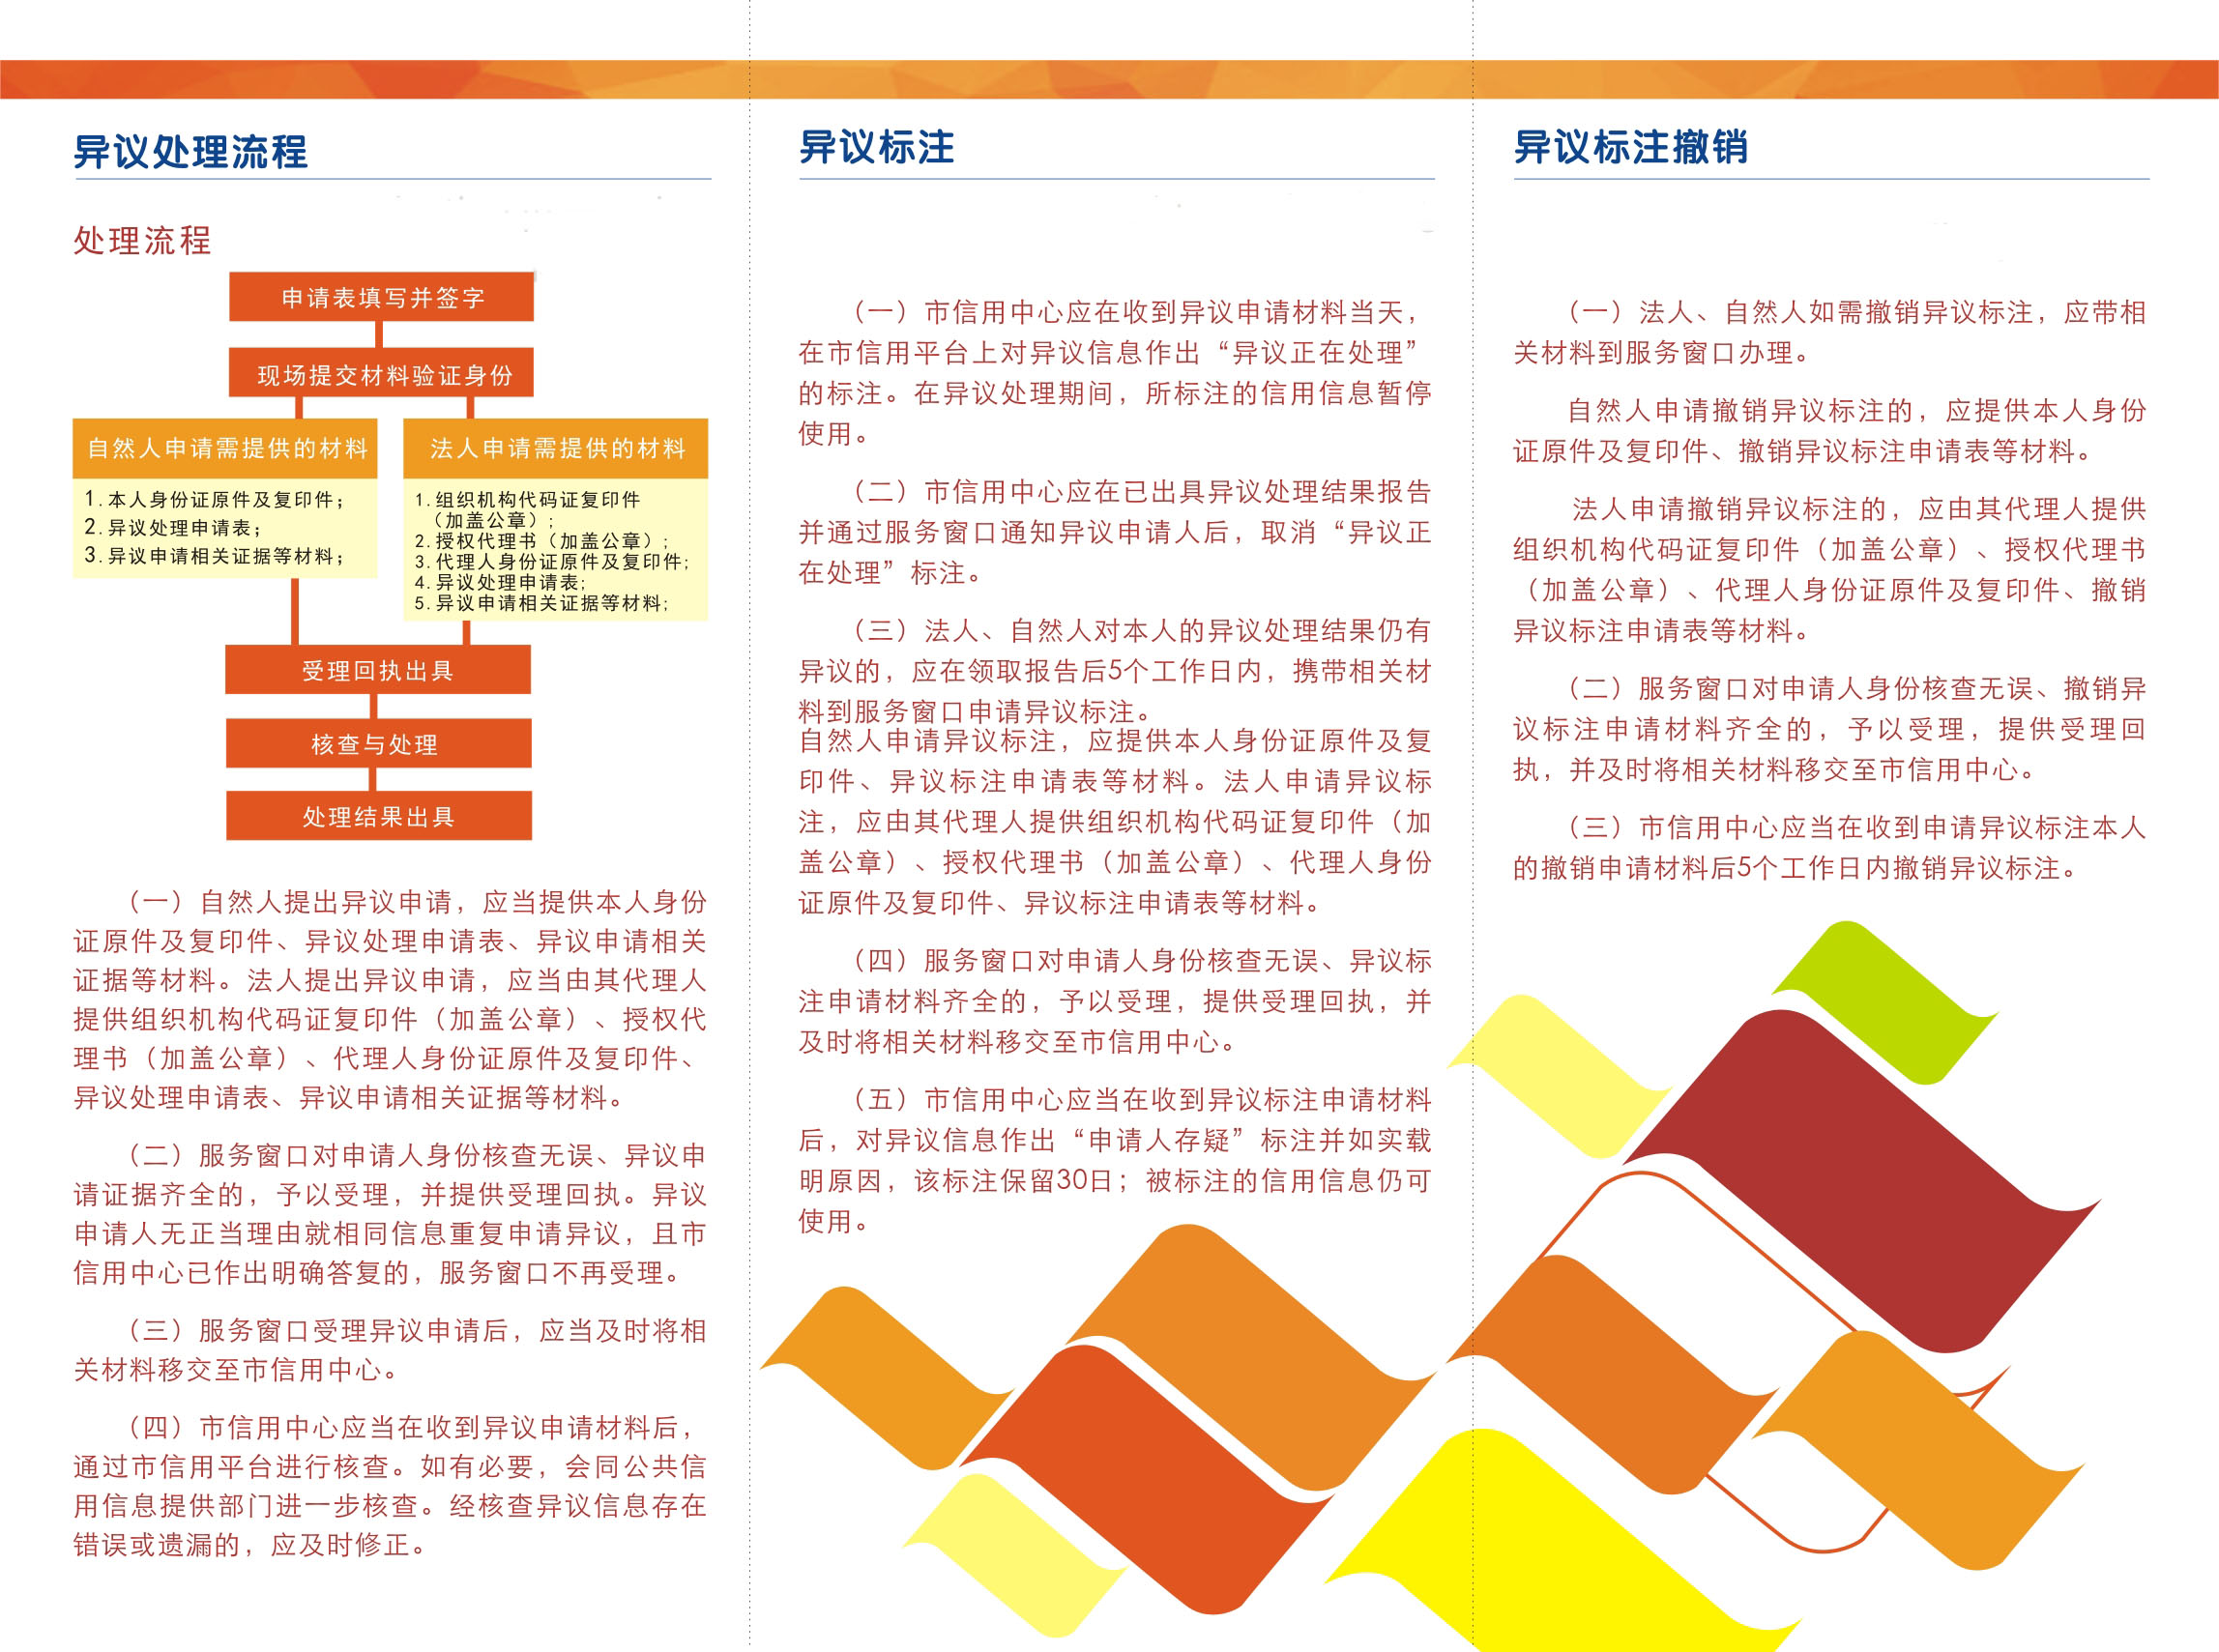 异议处理流程
处理流程
申请表填写并签字
现场提交材料验证身份
自然人申请需提供的材料
1.本人身份证原件及复印件；
2.异议处理申请表；
3.异议申请相关证据等材料；
法人申请需提供的材料
1.组织机构代码证复印件
（加盖公章）；
2.授权代理书（加盖公章）；
3.代理人身份证原件及复印件；
4.异议处理申请表；
5.异议申请相关证据等材料；
受理回执出具
核查与处理
处理结果出具
（一）自然人提出异议申请，应当提供本人身份
证原件及复印件、异议处理申请表、异议申请相关
证据等材料。法人提出异议申请，应当由其代理人
提供组织机构代码证复印件（加盖公章）、授权代
理书（加盖公章）、代理人身份证原件及复印件、
异议处理申请表、异议申请相关证据等材料。
（二）服务窗口对申请人身份核查无误、异议申
请证据齐全的，予以受理，并提供受理回执。异议
申请人无正当理由就相同信息重复申请异议，且市
信用中心已作出明确答复的，服务窗口不再受理。
（三）服务窗口受理异议申请后，应当及时将相
关材料移交至市信用中心。
（四）市信用中心应当在收到异议申请材料后，
通过市信用平台进行核查。如有必要，会同公共信
用信息提供部门进一步核查。经核查异议信息存在
错误或遗漏的，应及时修正。
异议标注
（一）市信用中心应在收到异议申请材料当天，
在市信用平台上对异议信息作出“异议正在处理”
的标注。在异议处理期间，所标注的信用信息暂停
使用。
（二）市信用中心应在已出具异议处理结果报告
并通过服务窗口通知异议申请人后，取消“异议正
在处理”标注。
（三）法人、自然人对本人的异议处理结果仍有
异议的，应在领取报告后5个工作日内，携带相关材
料到服务窗口申请异议标注。
自然人申请异议标注，应提供本人身份证原件及复
印件、异议标注申请表等材料。法人申请异议标
注，应由其代理人提供组织机构代码证复印件（加
盖公章）、授权代理书（加盖公章）、代理人身份
证原件及复印件、异议标注申请表等材料。
（四）服务窗口对申请人身份核查无误、异议标
注申请材料齐全的，予以受理，提供受理回执，并
及时将相关材料移交至市信用中心。
（五）市信用中心应当在收到异议标注申请材料
后，对异议信息作出“申请人存疑”标注并如实载
明原因，该标注保留30日；被标注的信用信息仍可
使用。
异议标注撤销
（一）法人、自然人如需撤销异议标注，应带相
关材料到服务窗口办理。
自然人申请撤销异议标注的，应提供本人身份
证原件及复印件、撤销异议标注申请表等材料。
法人申请撤销异议标注的，应由其代理人提供
组织机构代码证复印件（加盖公章）、授权代理书
（加盖公章）、代理人身份证原件及复印件、撤销
异议标注申请表等材料。
（二）服务窗口对申请人身份核查无误、撤销异
议标注申请材料齐全的，予以受理，提供受理回
执，并及时将相关材料移交至市信用中心。
（三）市信用中心应当在收到申请异议标注本人
的撤销申请材料后5个工作日内撤销异议标注。